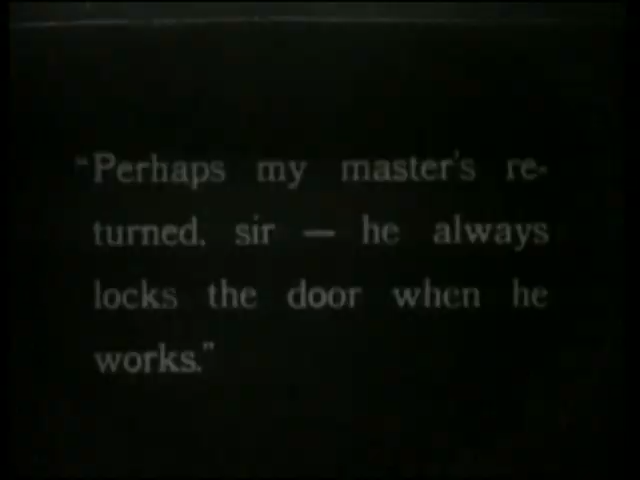 "Perhaps my master's re-
turned, sir — he always
locks the door when he
works."